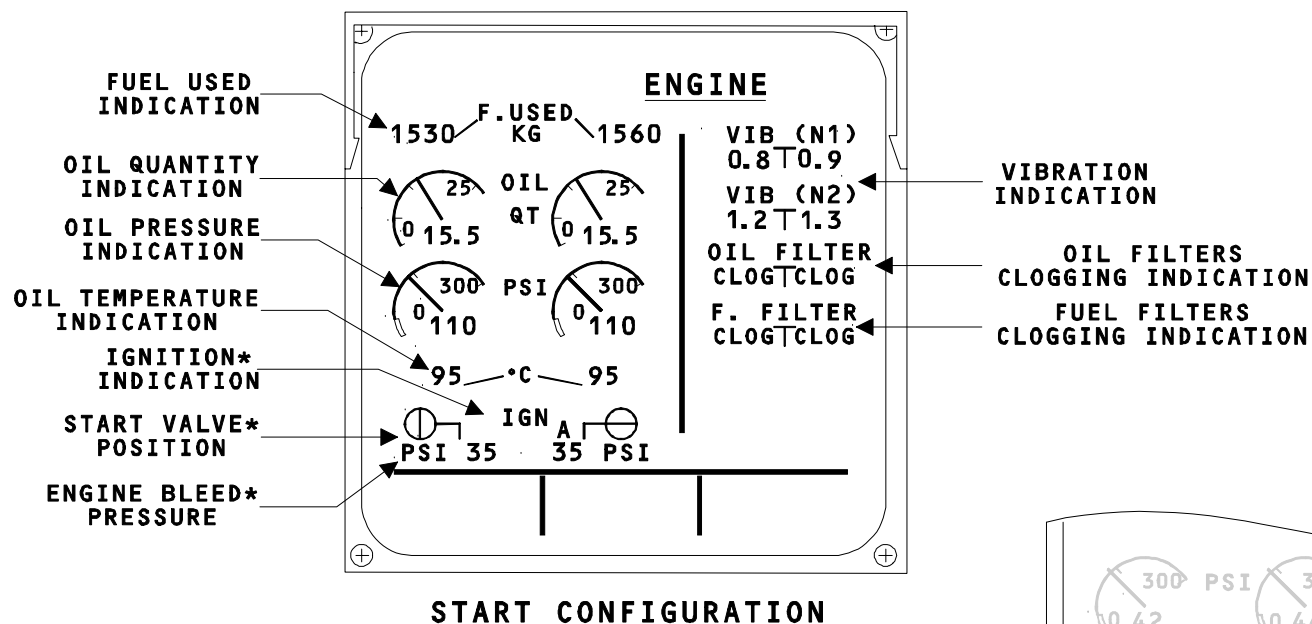 ENGINE
FUEL USED
INDICATION
F.USED
1530 KG 1560
OIL QUANTITY
INDICATION
25 OIL 25
QT
0 15.5 0 15.5
OIL PRESSURE
INDICATION
300 PSI 300
0 110 0 110
OIL TEMPERATURE
INDICATION
95 °C 95
IGNITION*
INDICATION
IGN
A
START VALVE*
POSITION
PSI 35 35 PSI
ENGINE BLEED*
PRESSURE
VIB (N1)
0.8 0.9
VIB (N2)
1.2 1.3
VIBRATION
INDICATION
OIL FILTER
CLOG CLOG
OIL FILTERS
CLOGGING INDICATION
F. FILTER
CLOG CLOG
FUEL FILTERS
CLOGGING INDICATION
START CONFIGURATION
300 PSI
0 42